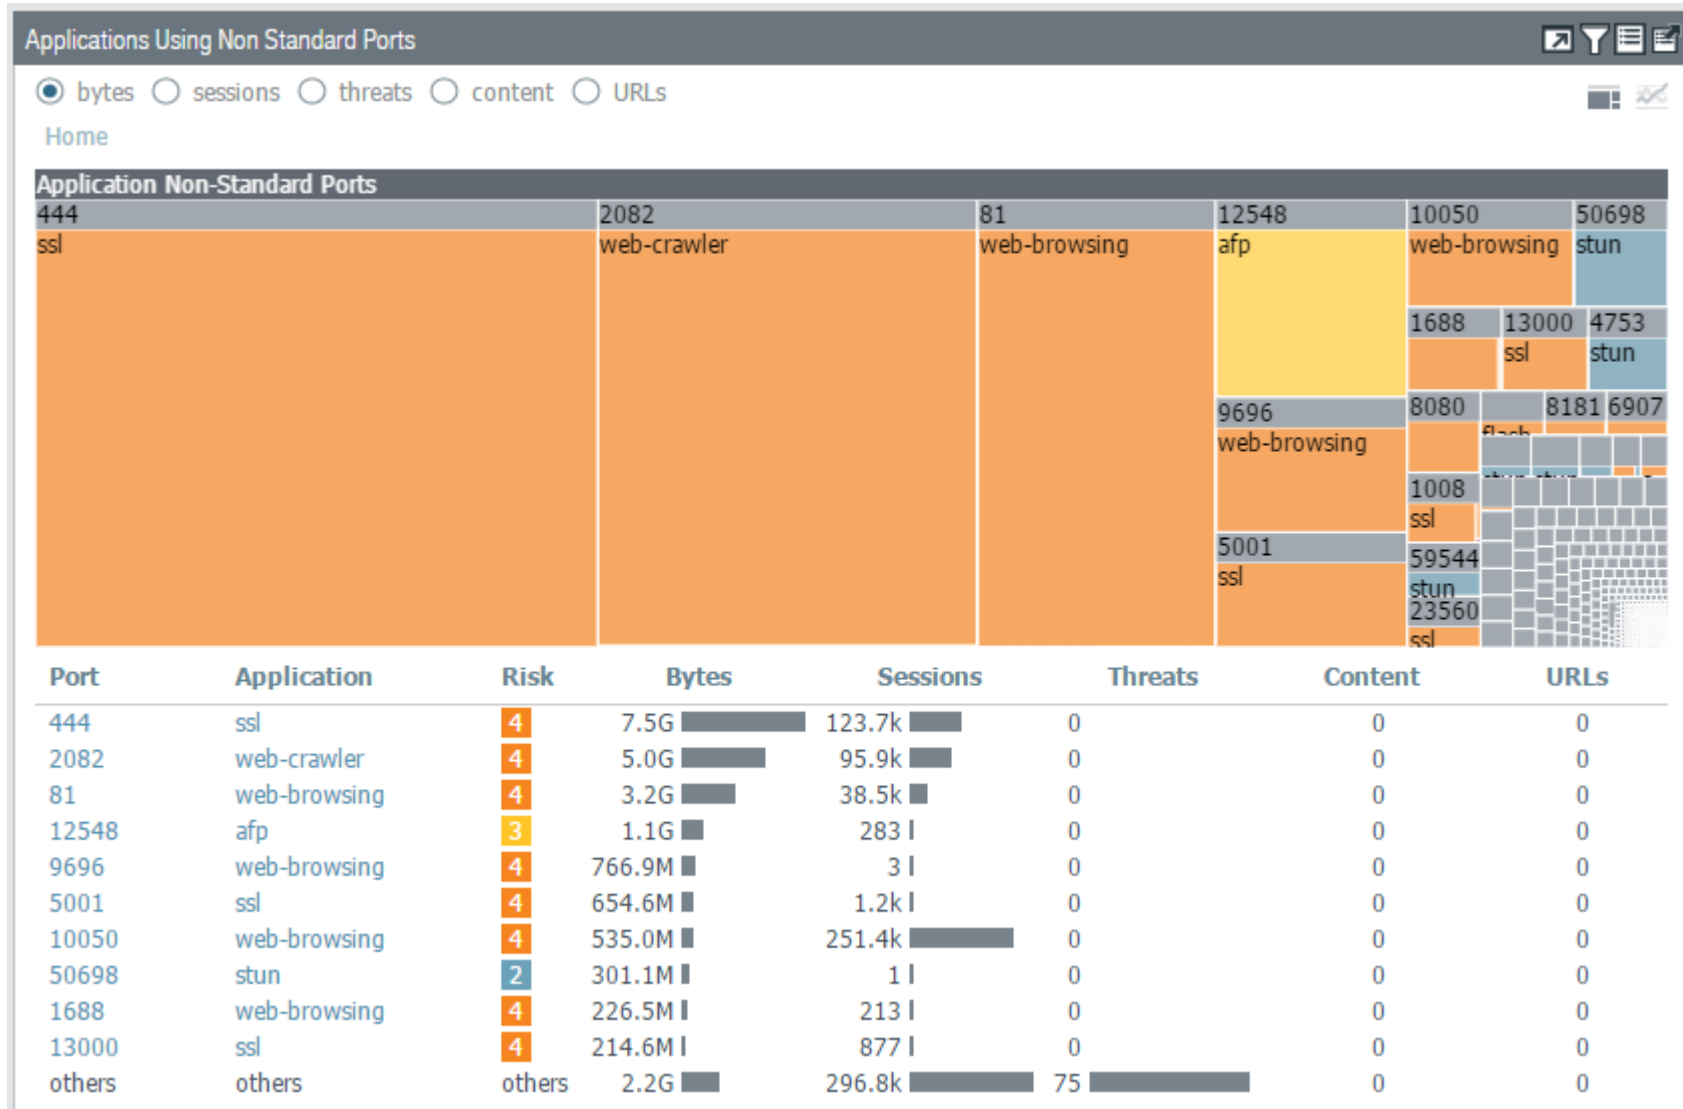 Applications Using Non Standard Ports
bytes sessions threats content URLs
Home
Application Non-Standard Ports
444 2082 81 12548 10050 50698
ssl web-crawler web-browsing afp web-browsing stun
1688 13000 4753
ssl stun
9696 8080 8181 6907
web-browsing
1008
ssl
5001 59544
ssl stun
23560
ssl
Port Application Risk Bytes Sessions Threats Content URLs
444 ssl 4 7.5G 123.7k 0 0 0
2082 web-crawler 4 5.0G 95.9k 0 0 0
81 web-browsing 4 3.2G 38.5k 0 0 0
12548 afp 3 1.1G 283 0 0 0
9696 web-browsing 4 766.9M 3 0 0 0
5001 ssl 4 654.6M 1.2k 0 0 0
10050 web-browsing 4 535.0M 251.4k 0 0 0
50698 stun 2 301.1M 1 0 0 0
1688 web-browsing 4 226.5M 213 0 0 0
13000 ssl 4 214.6M 877 0 0 0
others others others 2.2G 296.8k 75 0 0